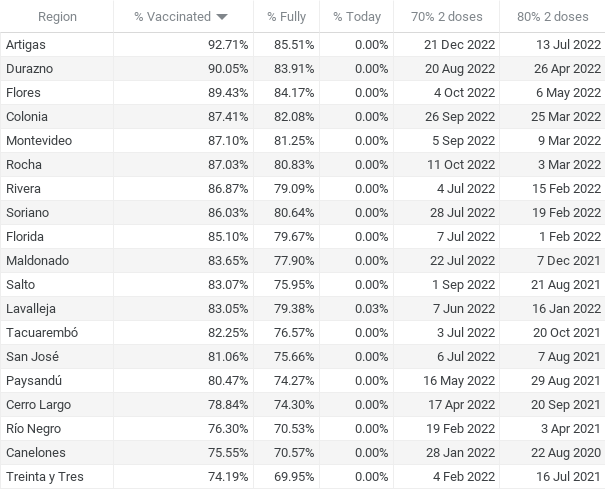 Region % Vaccinated % Fully % Today 70% 2 doses 80% 2 doses
Artigas 92.71% 85.51% 0.00% 21 Dec 2022 13 Jul 2022
Durazno 90.05% 83.91% 0.00% 20 Aug 2022 26 Apr 2022
Flores 89.43% 84.17% 0.00% 4 Oct 2022 6 May 2022
Colonia 87.41% 82.08% 0.00% 26 Sep 2022 25 Mar 2022
Montevideo 87.10% 81.25% 0.00% 5 Sep 2022 9 Mar 2022
Rocha 87.03% 80.83% 0.00% 11 Oct 2022 3 Mar 2022
Rivera 86.87% 79.09% 0.00% 4 Jul 2022 15 Feb 2022
Soriano 86.03% 80.64% 0.00% 28 Jul 2022 19 Feb 2022
Florida 85.10% 79.67% 0.00% 7 Jul 2022 1 Feb 2022
Maldonado 83.65% 77.90% 0.00% 22 Jul 2022 7 Dec 2021
Salto 83.07% 75.95% 0.00% 1 Sep 2022 21 Aug 2021
Lavalleja 83.05% 79.38% 0.03% 7 Jun 2022 16 Jan 2022
Tacuarembó 82.25% 76.57% 0.00% 3 Jul 2022 20 Oct 2021
San José 81.06% 75.66% 0.00% 6 Jul 2022 7 Aug 2021
Paysandú 80.47% 74.27% 0.00% 16 May 2022 29 Aug 2021
Cerro Largo 78.84% 74.30% 0.00% 17 Apr 2022 20 Sep 2021
Río Negro 76.30% 70.53% 0.00% 19 Feb 2022 3 Apr 2021
Canelones 75.55% 70.57% 0.00% 28 Jan 2022 22 Aug 2020
Treinta y Tres 74.19% 69.95% 0.00% 4 Feb 2022 16 Jul 2021